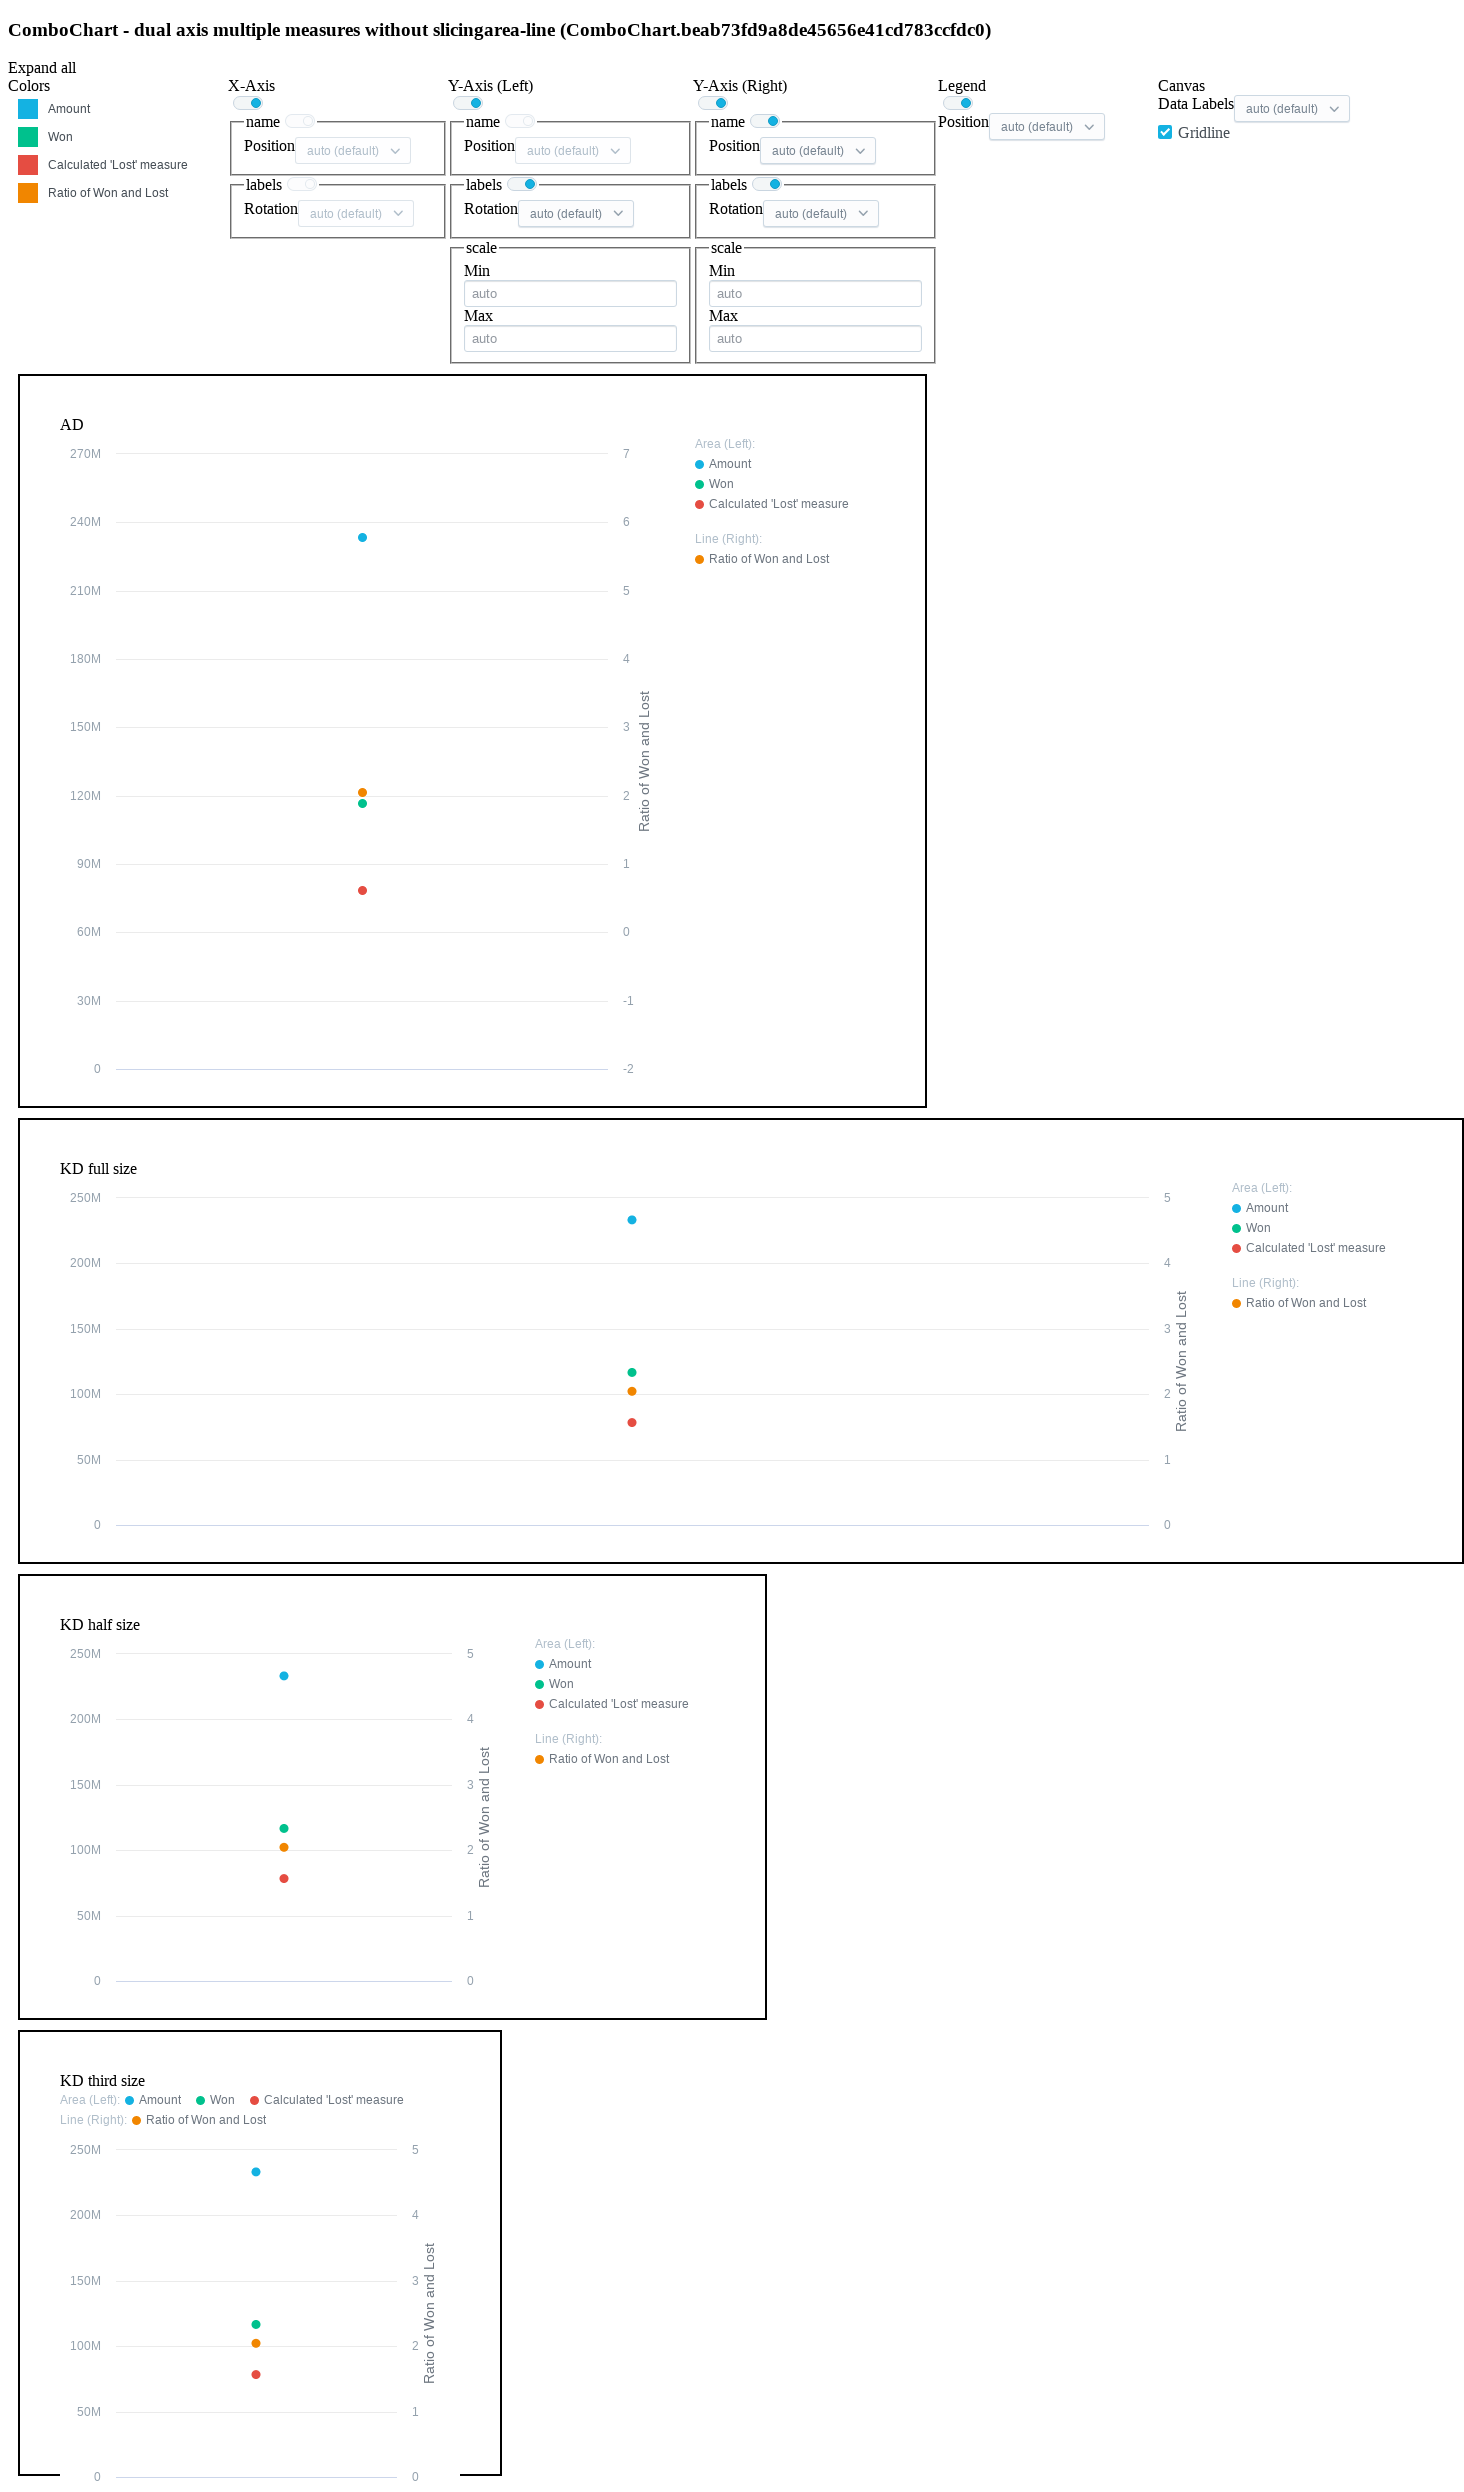 ComboChart - dual axis multiple measures without slicingarea-line (ComboChart.beab73fd9a8de45656e41cd783ccfdc0)
Expand all
Colors
Amount
Won
Calculated 'Lost' measure
Ratio of Won and Lost
X-Axis
name
Position auto (default)
labels
Rotation auto (default)
Y-Axis (Left)
name
Position auto (default)
labels
Rotation auto (default)
scale
Min
auto
Max
auto
Y-Axis (Right)
name
Position auto (default)
labels
Rotation auto (default)
scale
Min
auto
Max
auto
Legend
Position auto (default)
Canvas
Data Labels auto (default)
Gridline
AD
270M
240M
210M
180M
150M
120M
90M
60M
30M
0
7
6
5
4
3
2
1
0
-1
-2
Ratio of Won and Lost
Area (Left):
Amount
Won
Calculated 'Lost' measure
Line (Right):
Ratio of Won and Lost
KD full size
250M
200M
150M
100M
50M
0
5
4
3
2
1
0
Ratio of Won and Lost
Area (Left):
Amount
Won
Calculated 'Lost' measure
Line (Right):
Ratio of Won and Lost
KD half size
250M
200M
150M
100M
50M
0
5
4
3
2
1
0
Ratio of Won and Lost
Area (Left):
Amount
Won
Calculated 'Lost' measure
Line (Right):
Ratio of Won and Lost
KD third size
Area (Left): Amount Won Calculated 'Lost' measure
Line (Right): Ratio of Won and Lost
250M
200M
150M
100M
50M
0
5
4
3
2
1
0
Ratio of Won and Lost